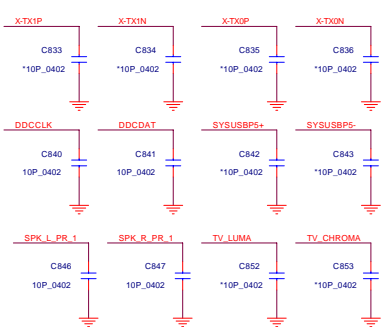 X-TX1P X-TX1N X-TX0P X-TX0N
C833 C834 C835 C836
*10P_0402 *10P_0402 *10P_0402 *10P_0402
DDCCLK DDCDAT SYSUSBP5+ SYSUSBP5-
C840 C841 C842 C843
10P_0402 10P_0402 *10P_0402 *10P_0402
SPK_L_PR_1 SPK_R_PR_1 TV_LUMA TV_CHROMA
C846 C847 C852 C853
10P_0402 10P_0402 *10P_0402 *10P_0402